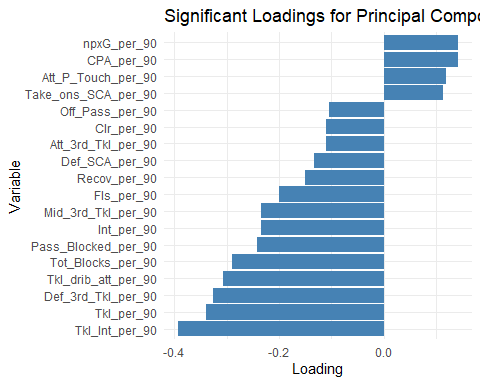 Significant Loadings for Principal Compo
npxG_per_90
CPA_per_90
Att_P_Touch_per_90
Take_ons_SCA_per_90
Off_Pass_per_90
Clr_per_90
Att_3rd_Tkl_per_90
Def_SCA_per_90
Recov_per_90
Fls_per_90
Mid_3rd_Tkl_per_90
Int_per_90
Pass_Blocked_per_90
Tot_Blocks_per_90
Tkl_drib_att_per_90
Def_3rd_Tkl_per_90
Tkl_per_90
Tkl_Int_per_90
Variable
-0.4 -0.2 0.0
Loading